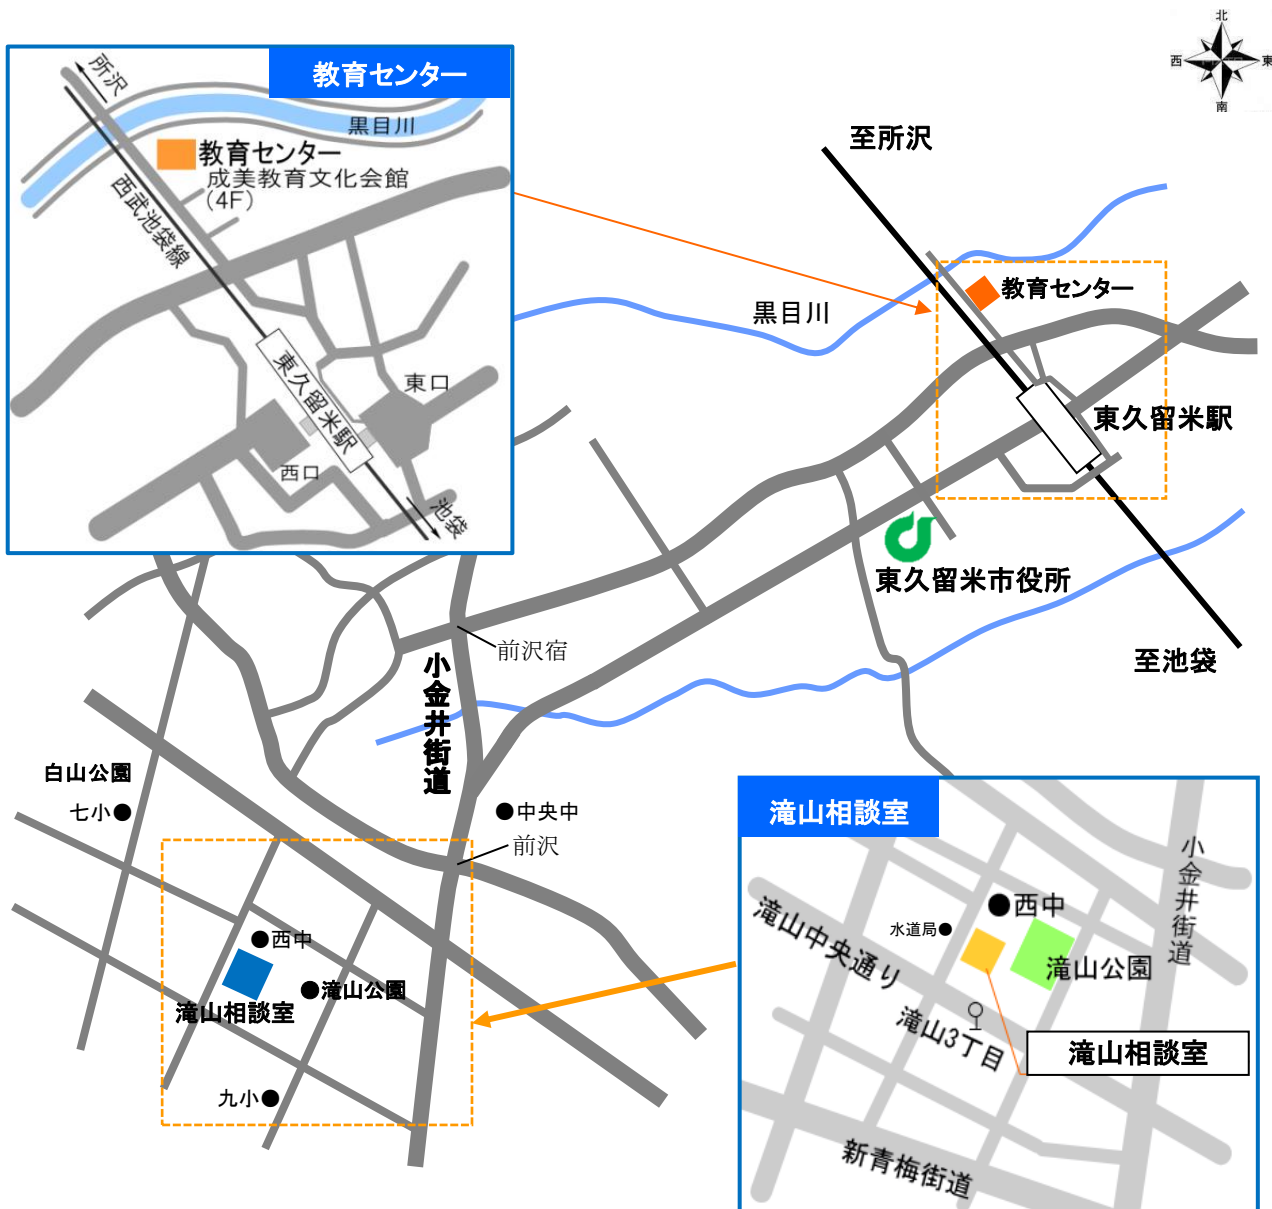 北
西
東
南
教育センター
所沢
黒目川
教育センター
成美教育文化会館
(4F)
西武池袋線
東久留米駅
東口
西口
池袋
至所沢
黒目川
教育センター
東久留米駅
東久留米市役所
至池袋
前沢宿
小金井街道
白山公園
七小
中央中
前沢
西中
滝山公園
滝山相談室
九小
滝山相談室
小金井街道
西中
水道局
滝山公園
滝山中央通り
滝山3丁目
滝山相談室
新青梅街道